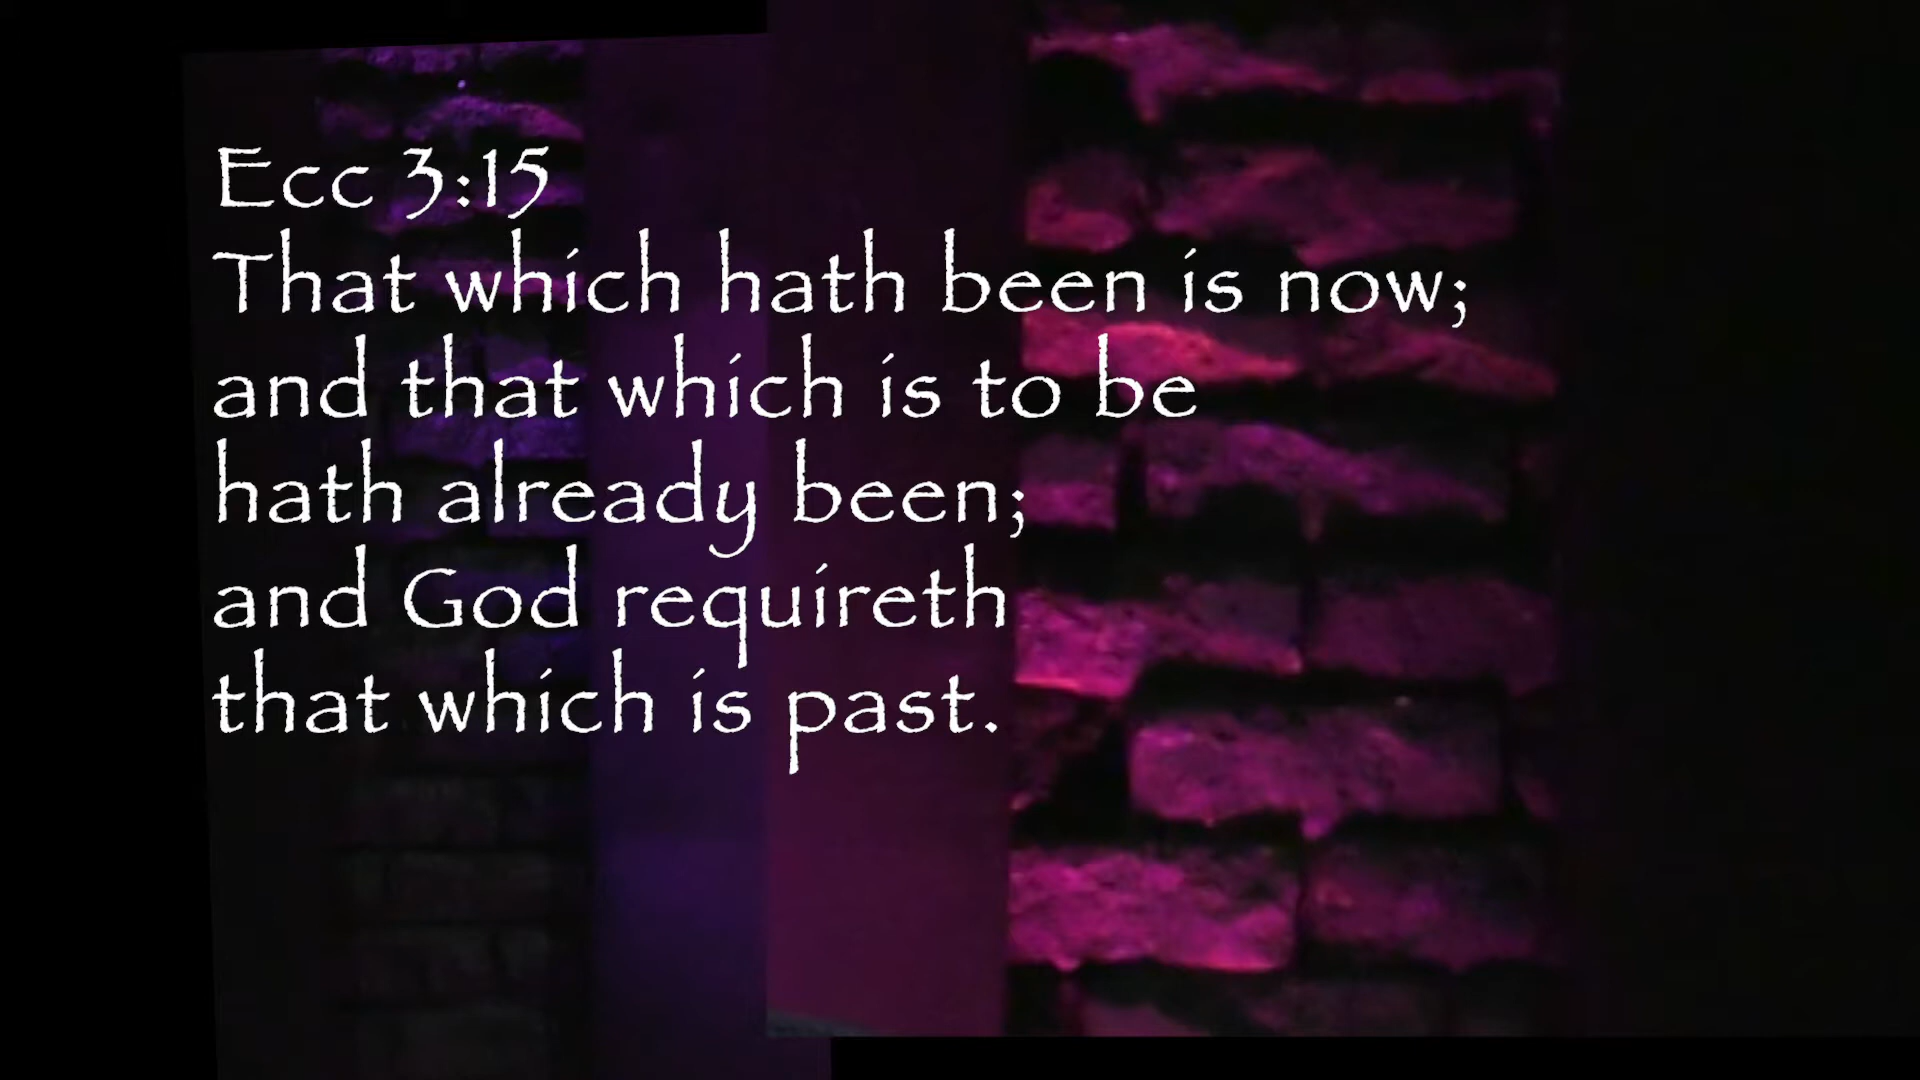 Ecc 3:15
That which hath been is now;
and that which is to be
hath already been;
and God requireth
that which is past.